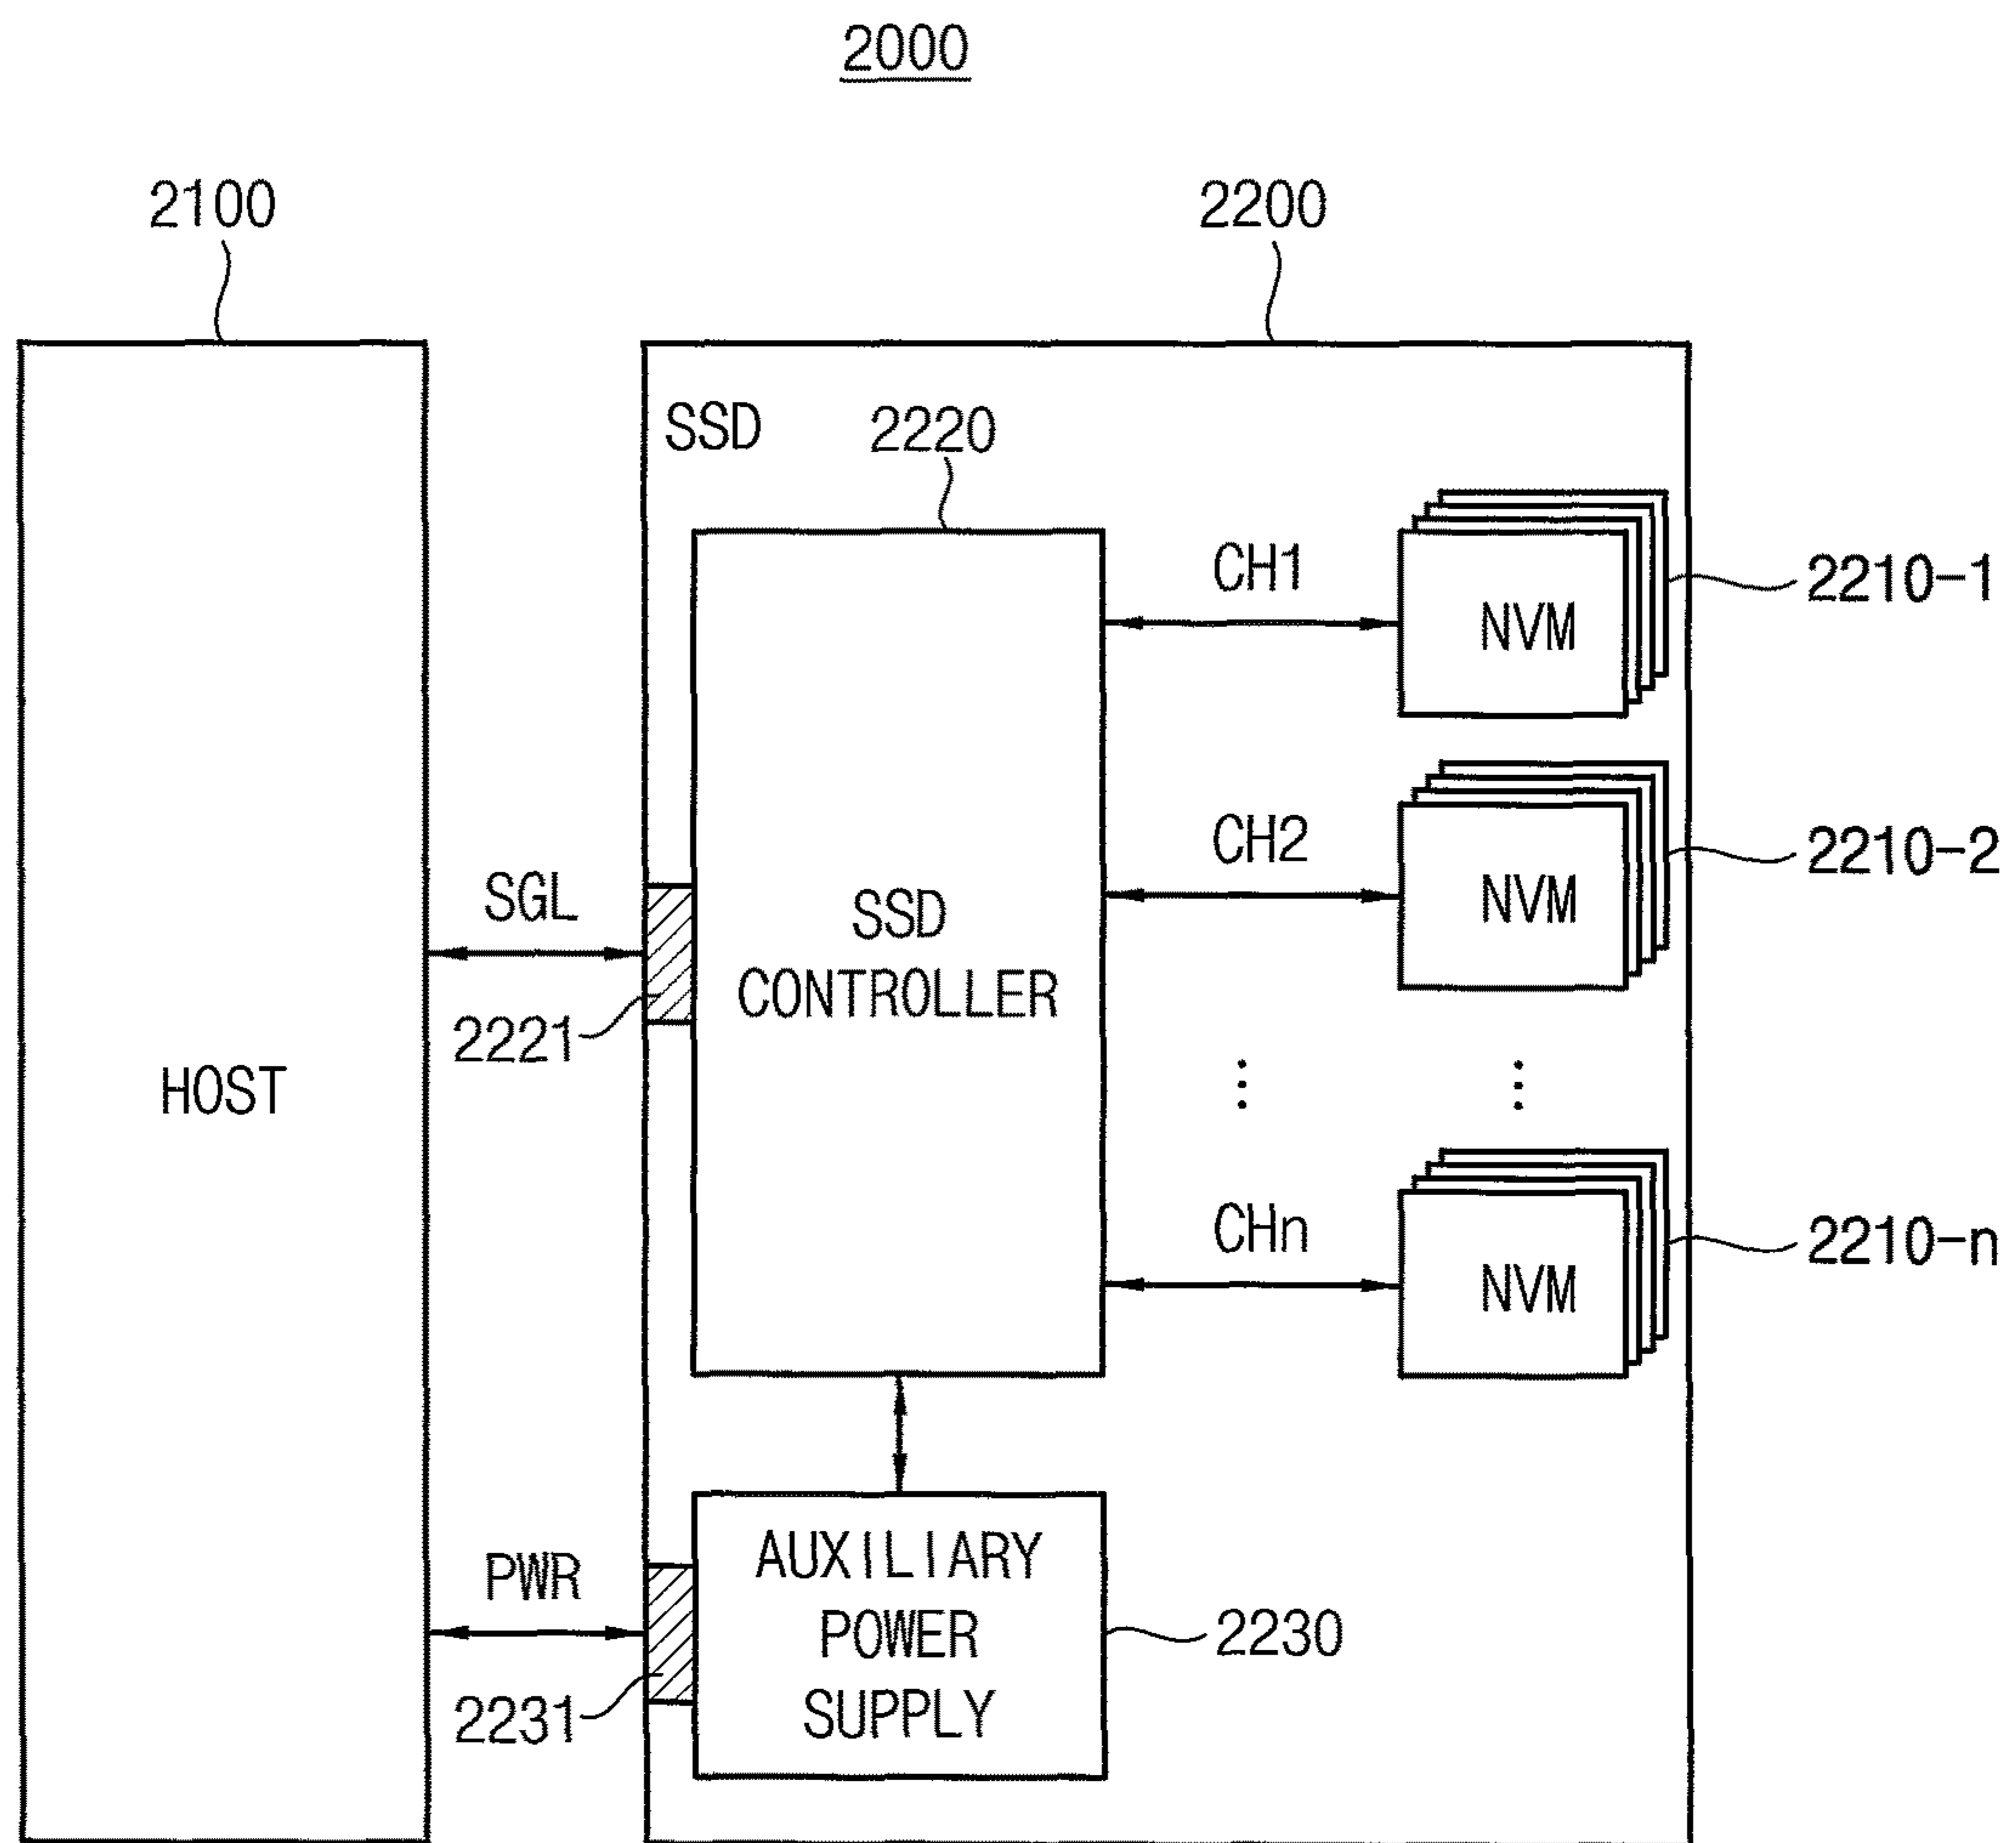 2000
2100
2200
SSD
2220
CH1
NVM
2210-1
CH2
NVM
2210-2
SGL
SSD
CONTROLLER
2221
HOST
CHn
NVM
2210-n
PWR
AUXILIARY
POWER
SUPPLY
2230
2231